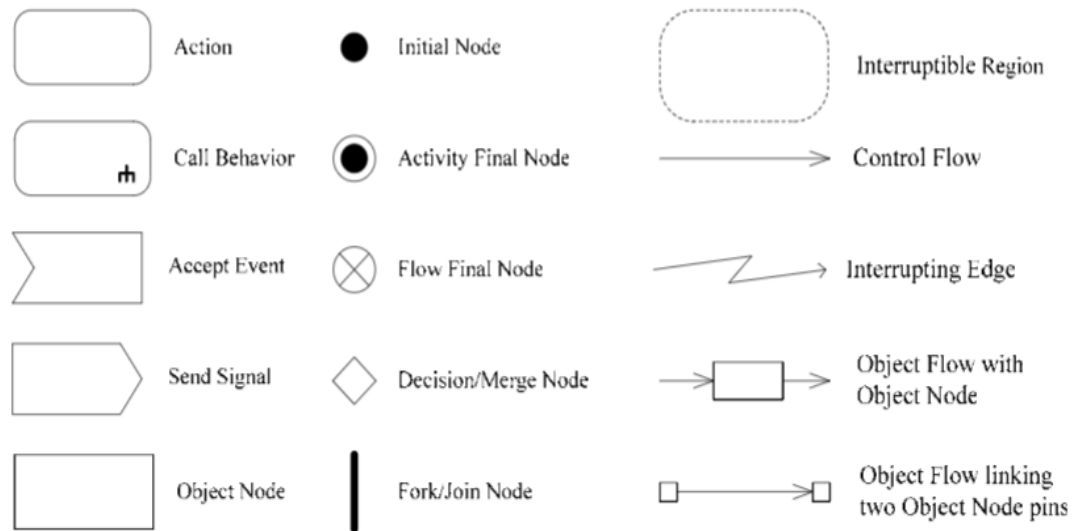 Action
Initial Node
Interruptible Region
Call Behavior
Activity Final Node
Control Flow
Accept Event
Flow Final Node
Interrupting Edge
Send Signal
Decision/Merge Node
Object Flow with
Object Node
Object Node
Fork/Join Node
Object Flow linking
two Object Node pins